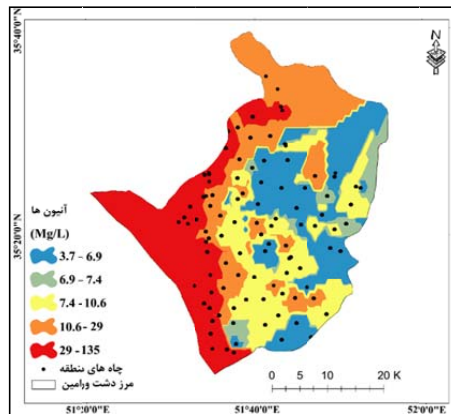 35°40'0"N
N
35°20'0"N
آنیون ها
(Mg/L)
3.7 - 6.9
6.9 - 7.4
7.4 - 10.6
10.6 - 29
29 - 135
چاه های منطقه
مرز دشت ورامین
0 5 10 20 K
51°0'0"E 51°40'0"E 52°0'0"E